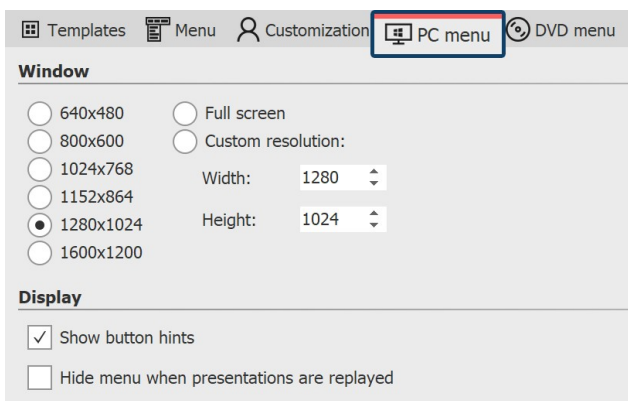 Templates Menu Customization PC menu DVD menu
Window
640x480 Full screen
800x600 Custom resolution:
1024x768 Width: 1280
1152x864
1280x1024 Height: 1024
1600x1200
Display
Show button hints
Hide menu when presentations are replayed